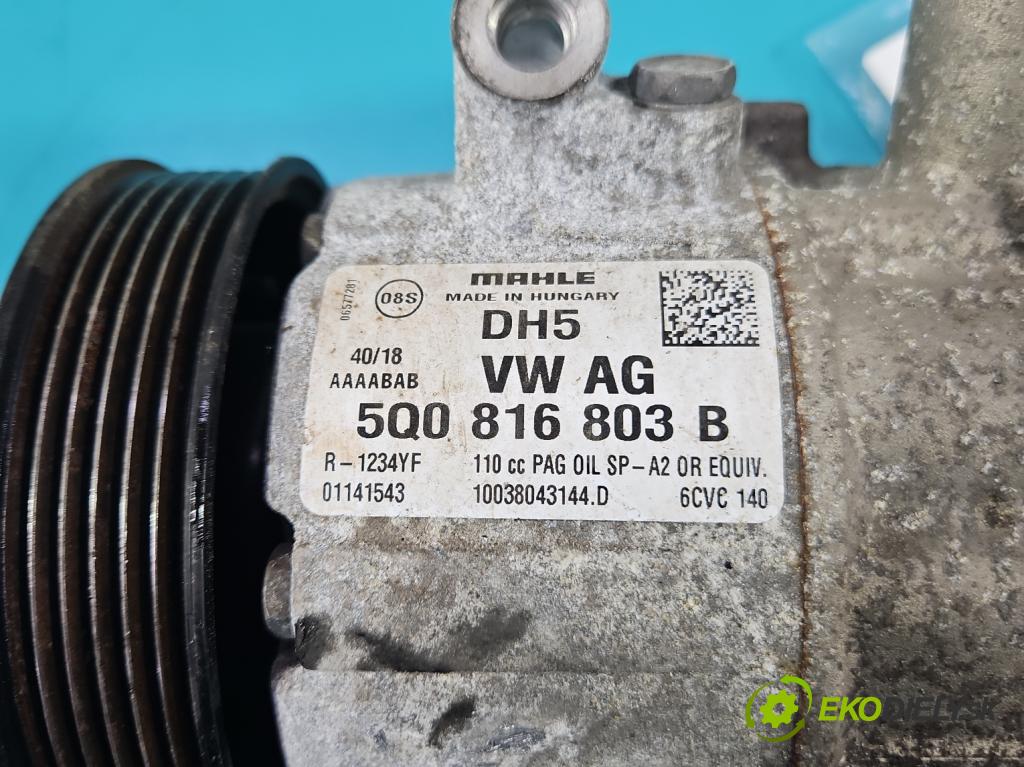 06577281
08S
MAHLE
MADE IN HUNGARY
DH5
40/18
AAAABAB
VW AG
5Q0 816 803 B
R-1234YF 110 cc PAG OIL SP-A2 OR EQUIV.
01141543 10038043144.D 6CVC 140
EKODIELY.SK